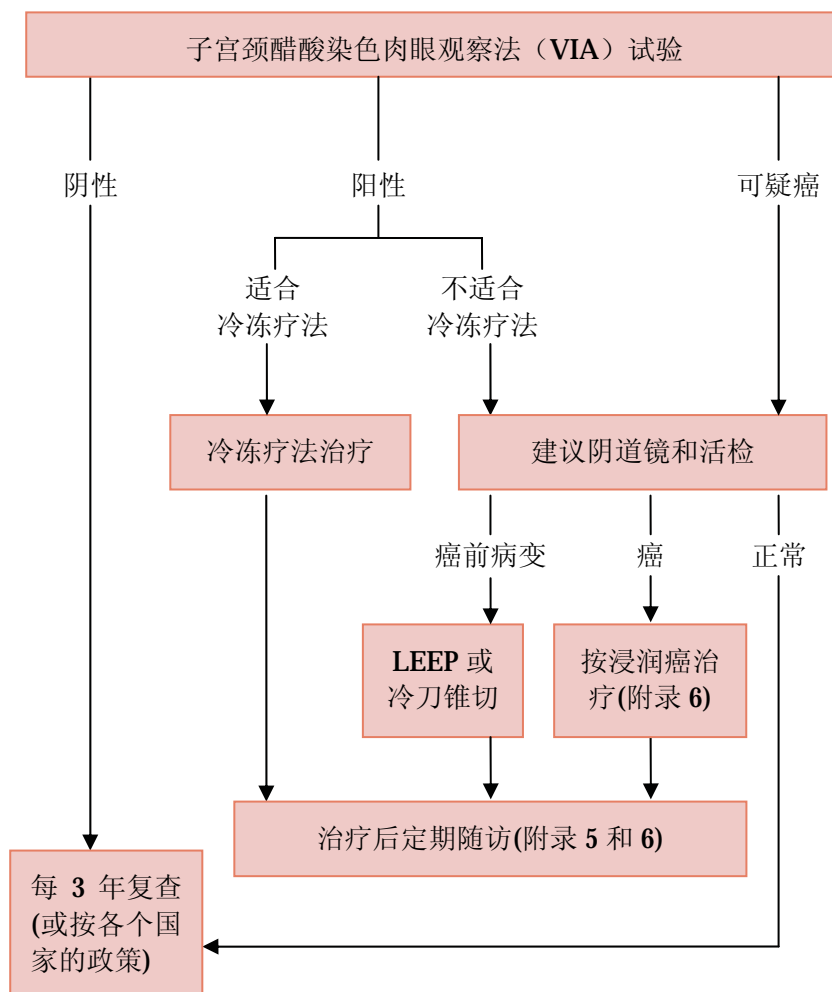 子宫颈醋酸染色肉眼观察法（VIA）试验
阴性
阳性
可疑癌
适合
冷冻疗法
不适合
冷冻疗法
冷冻疗法治疗
建议阴道镜和活检
癌前病变
癌
正常
LEEP 或
冷刀锥切
按浸润癌治
疗(附录 6)
治疗后定期随访(附录 5 和 6)
每 3 年复查
(或按各个国
家的政策)